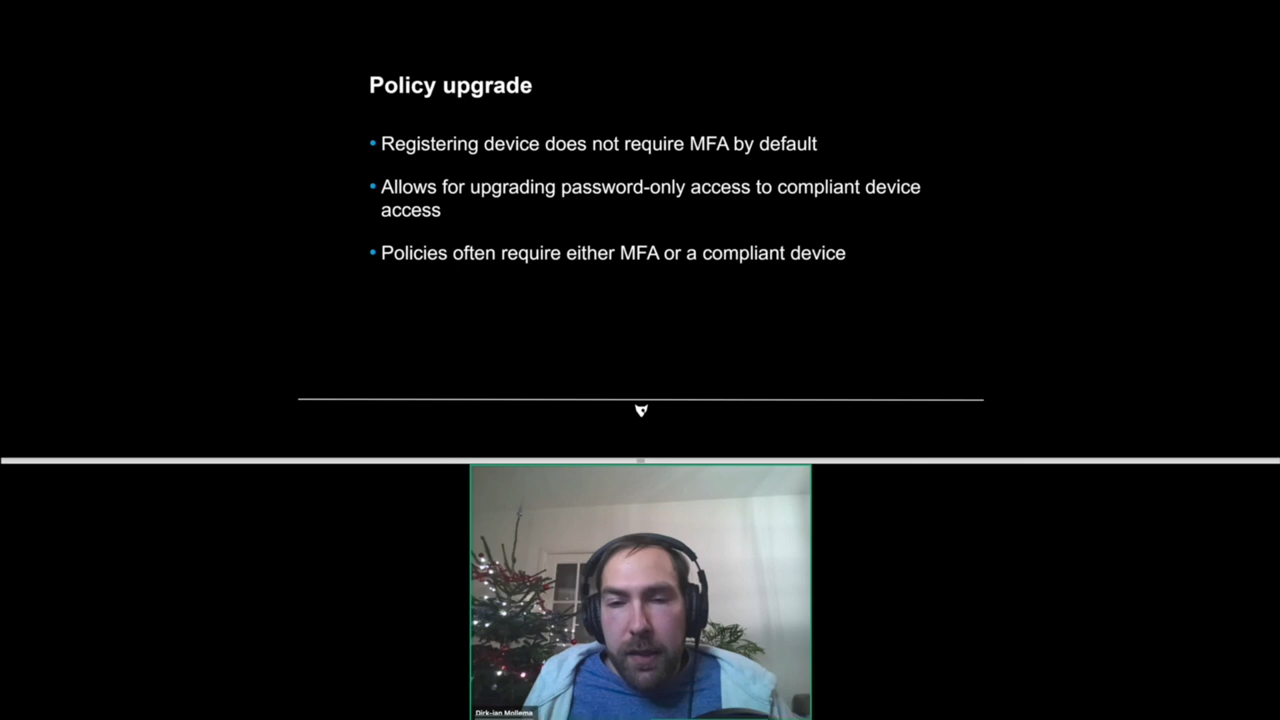 Policy upgrade
• Registering device does not require MFA by default
• Allows for upgrading password-only access to compliant device
access
• Policies often require either MFA or a compliant device
Dirk-jan Mollema